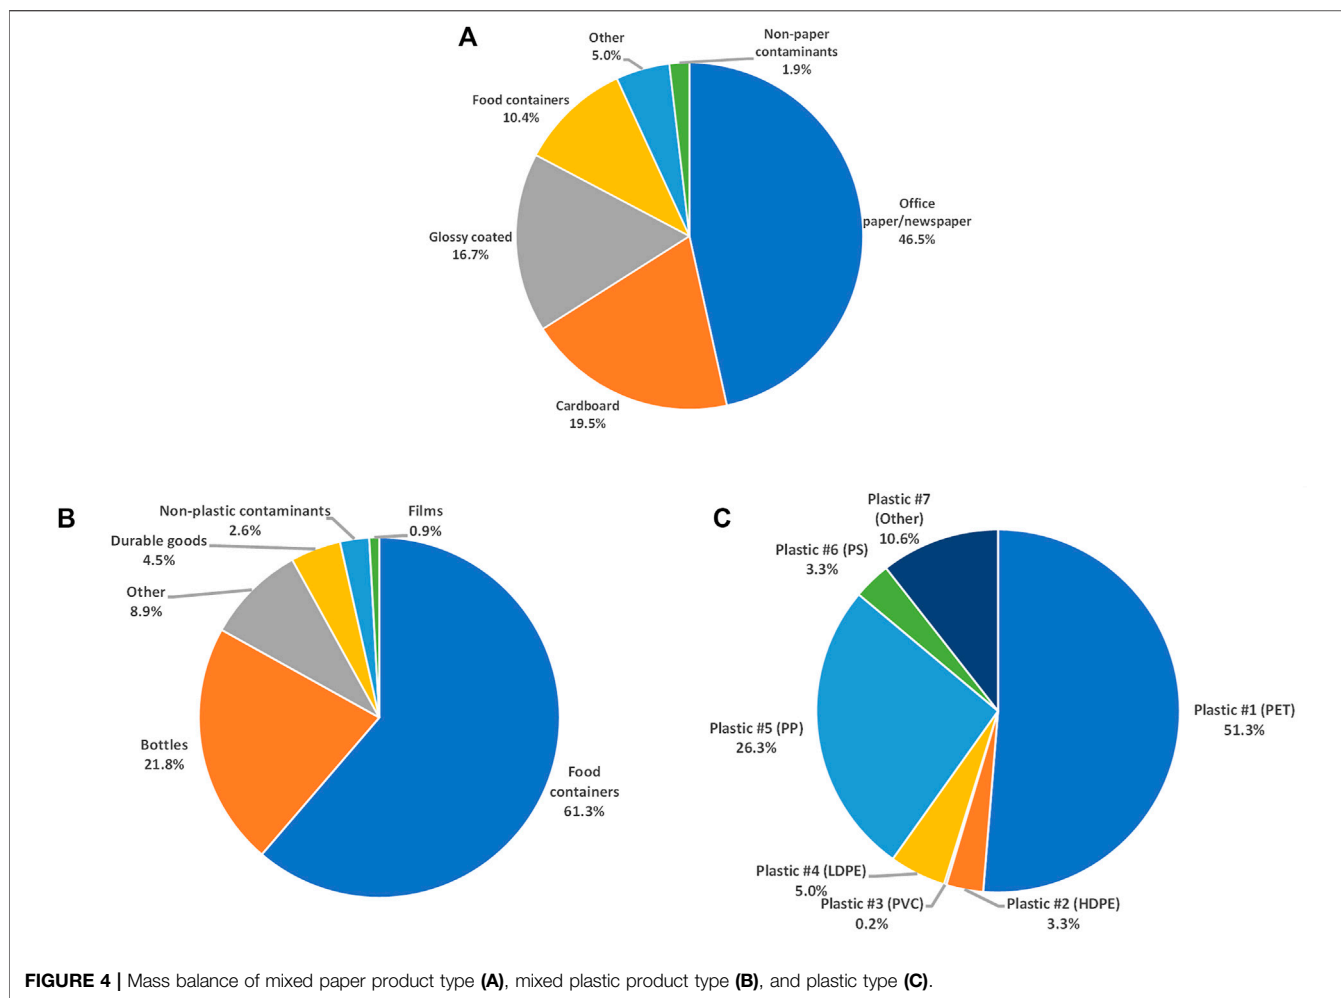 A
Other
5.0%
Non-paper
contaminants
1.9%
Food containers
10.4%
Office
paper/newspaper
46.5%
Glossy coated
16.7%
Cardboard
19.5%
B
Non-plastic contaminants
2.6%
Films
0.9%
Durable goods
4.5%
Other
8.9%
Bottles
21.8%
Food
containers
61.3%
C
Plastic #7
(Other)
10.6%
Plastic #6 (PS)
3.3%
Plastic #1 (PET)
51.3%
Plastic #5 (PP)
26.3%
Plastic #4 (LDPE)
5.0%
Plastic #3 (PVC)
0.2%
Plastic #2 (HDPE)
3.3%
FIGURE 4 | Mass balance of mixed paper product type (A), mixed plastic product type (B), and plastic type (C).